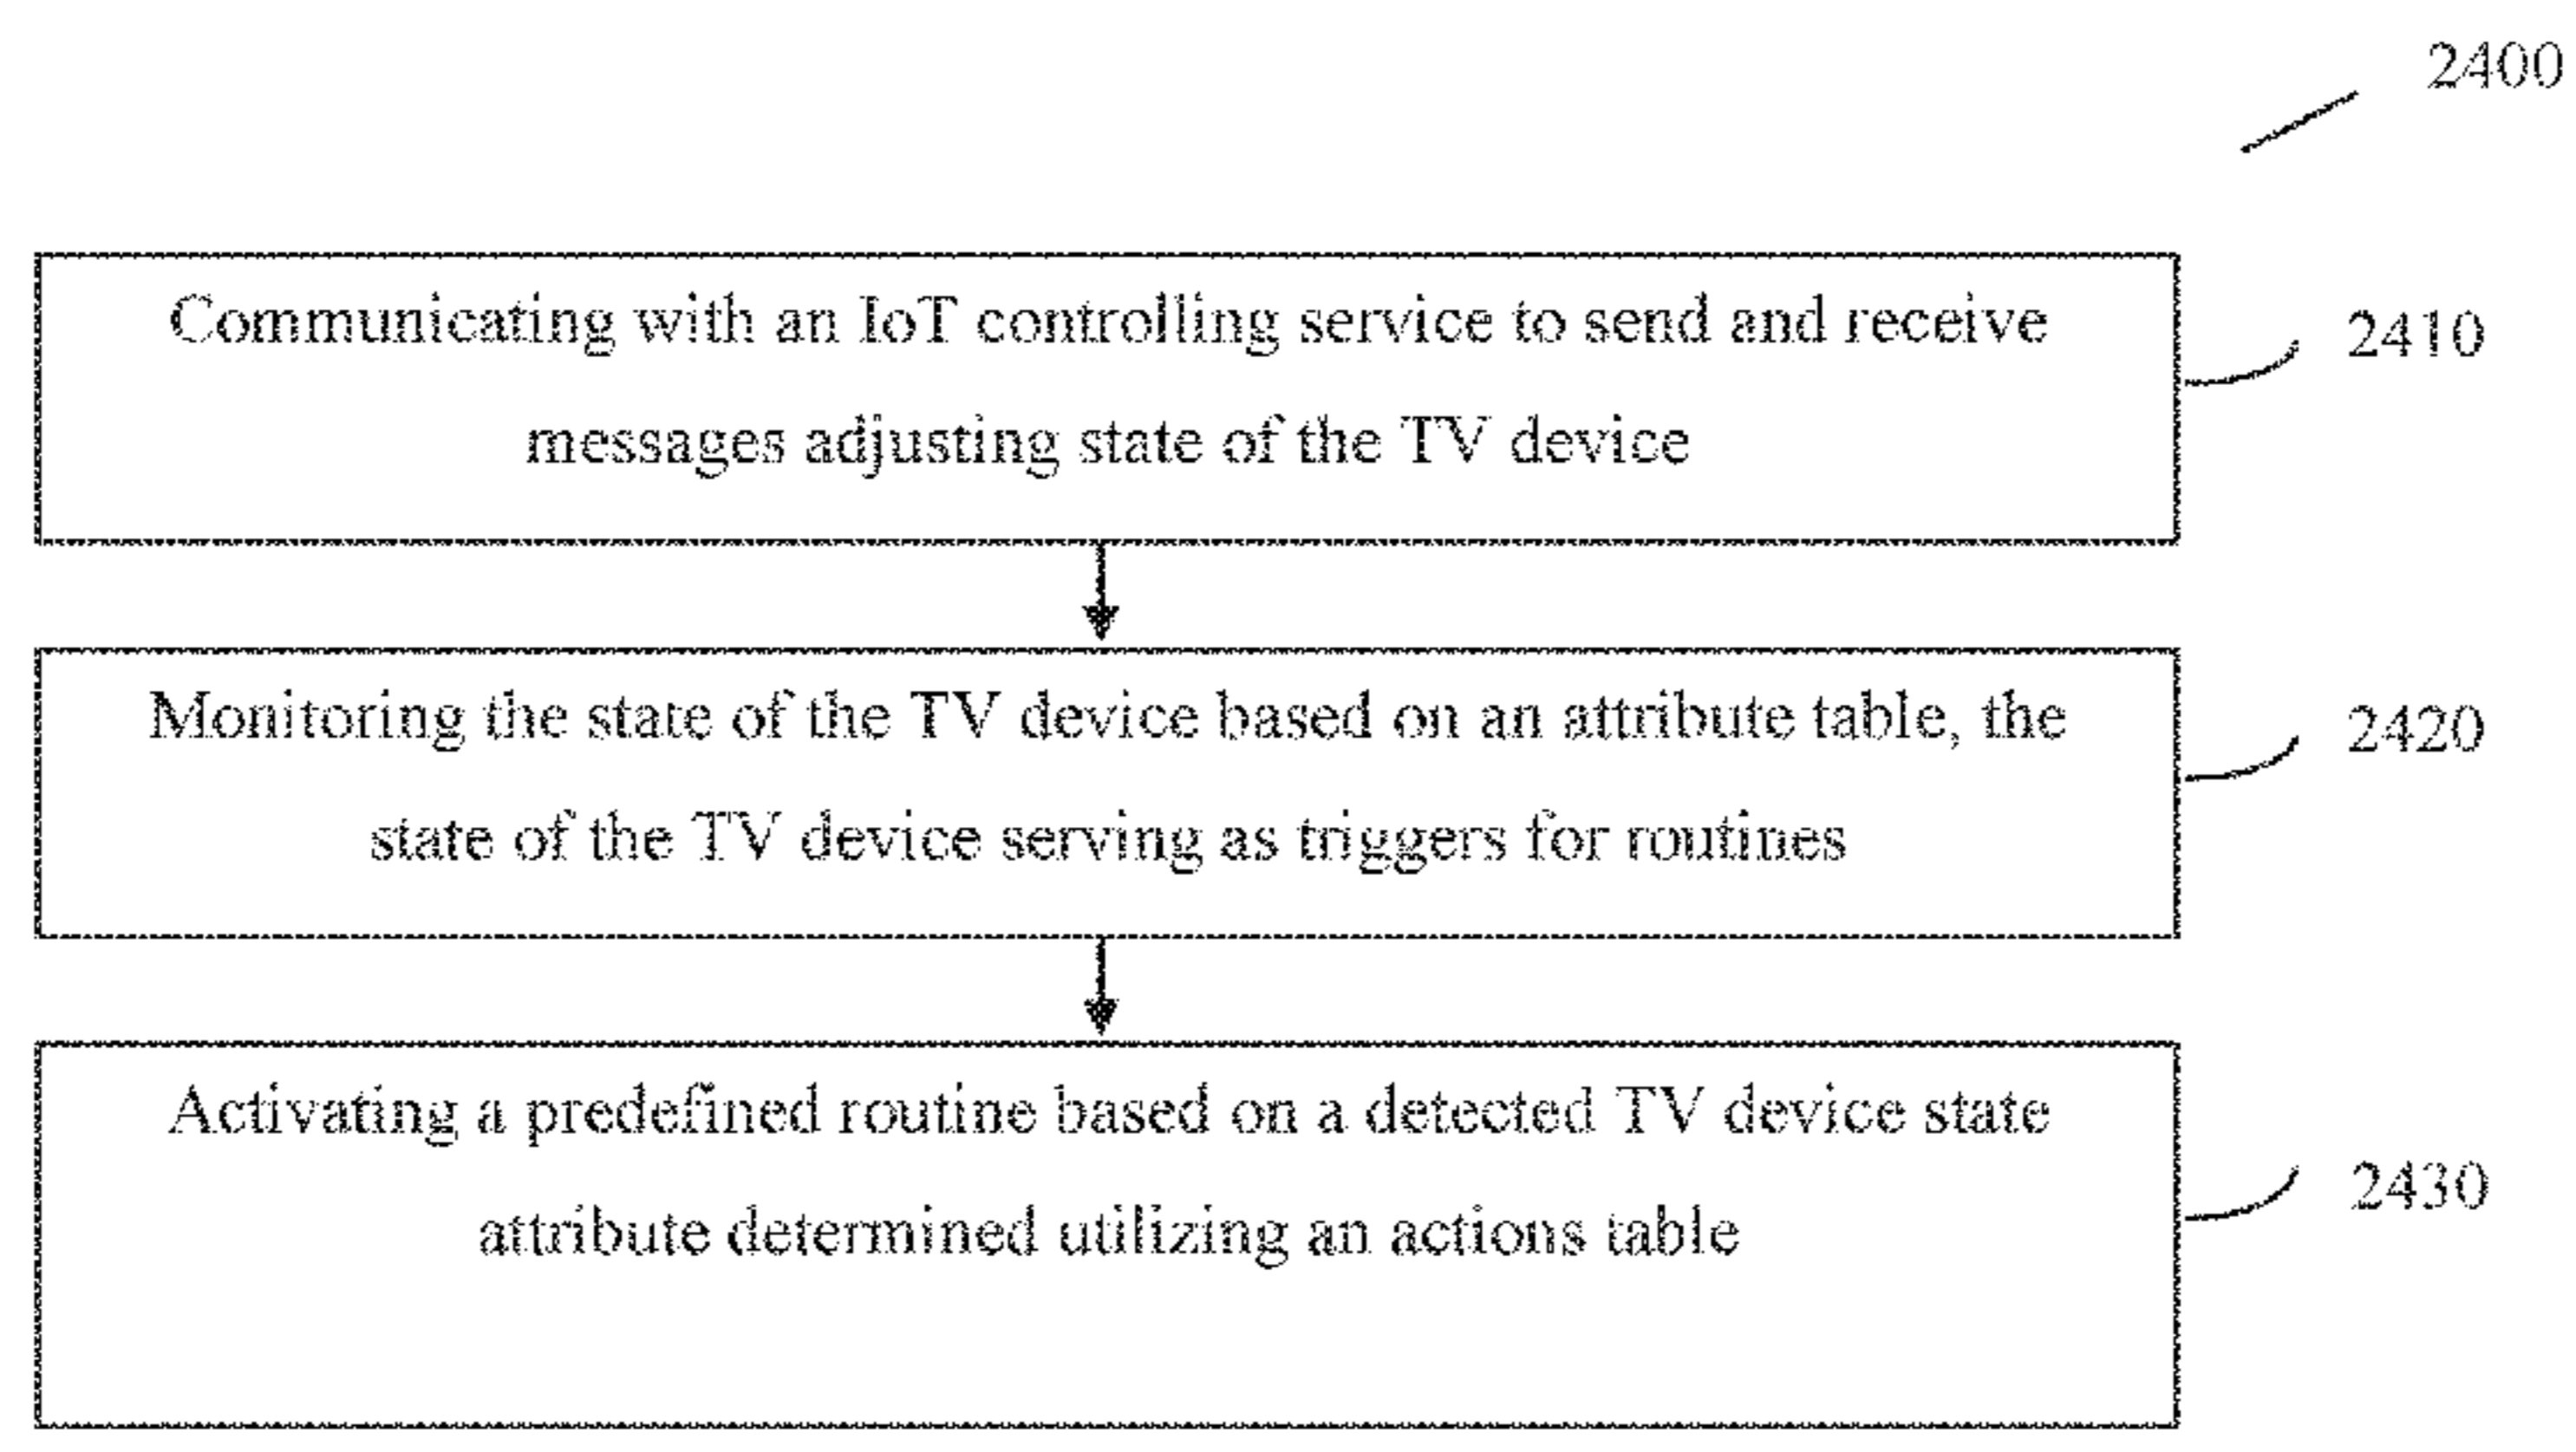 2400
Communicating with an IoT controlling service to send and receive
messages adjusting state of the TV device
2410
Monitoring the state of the TV device based on an attribute table, the
state of the TV device serving as triggers for routines
2420
Activating a predefined routine based on a detected TV device state
attribute determined utilizing an actions table
2430